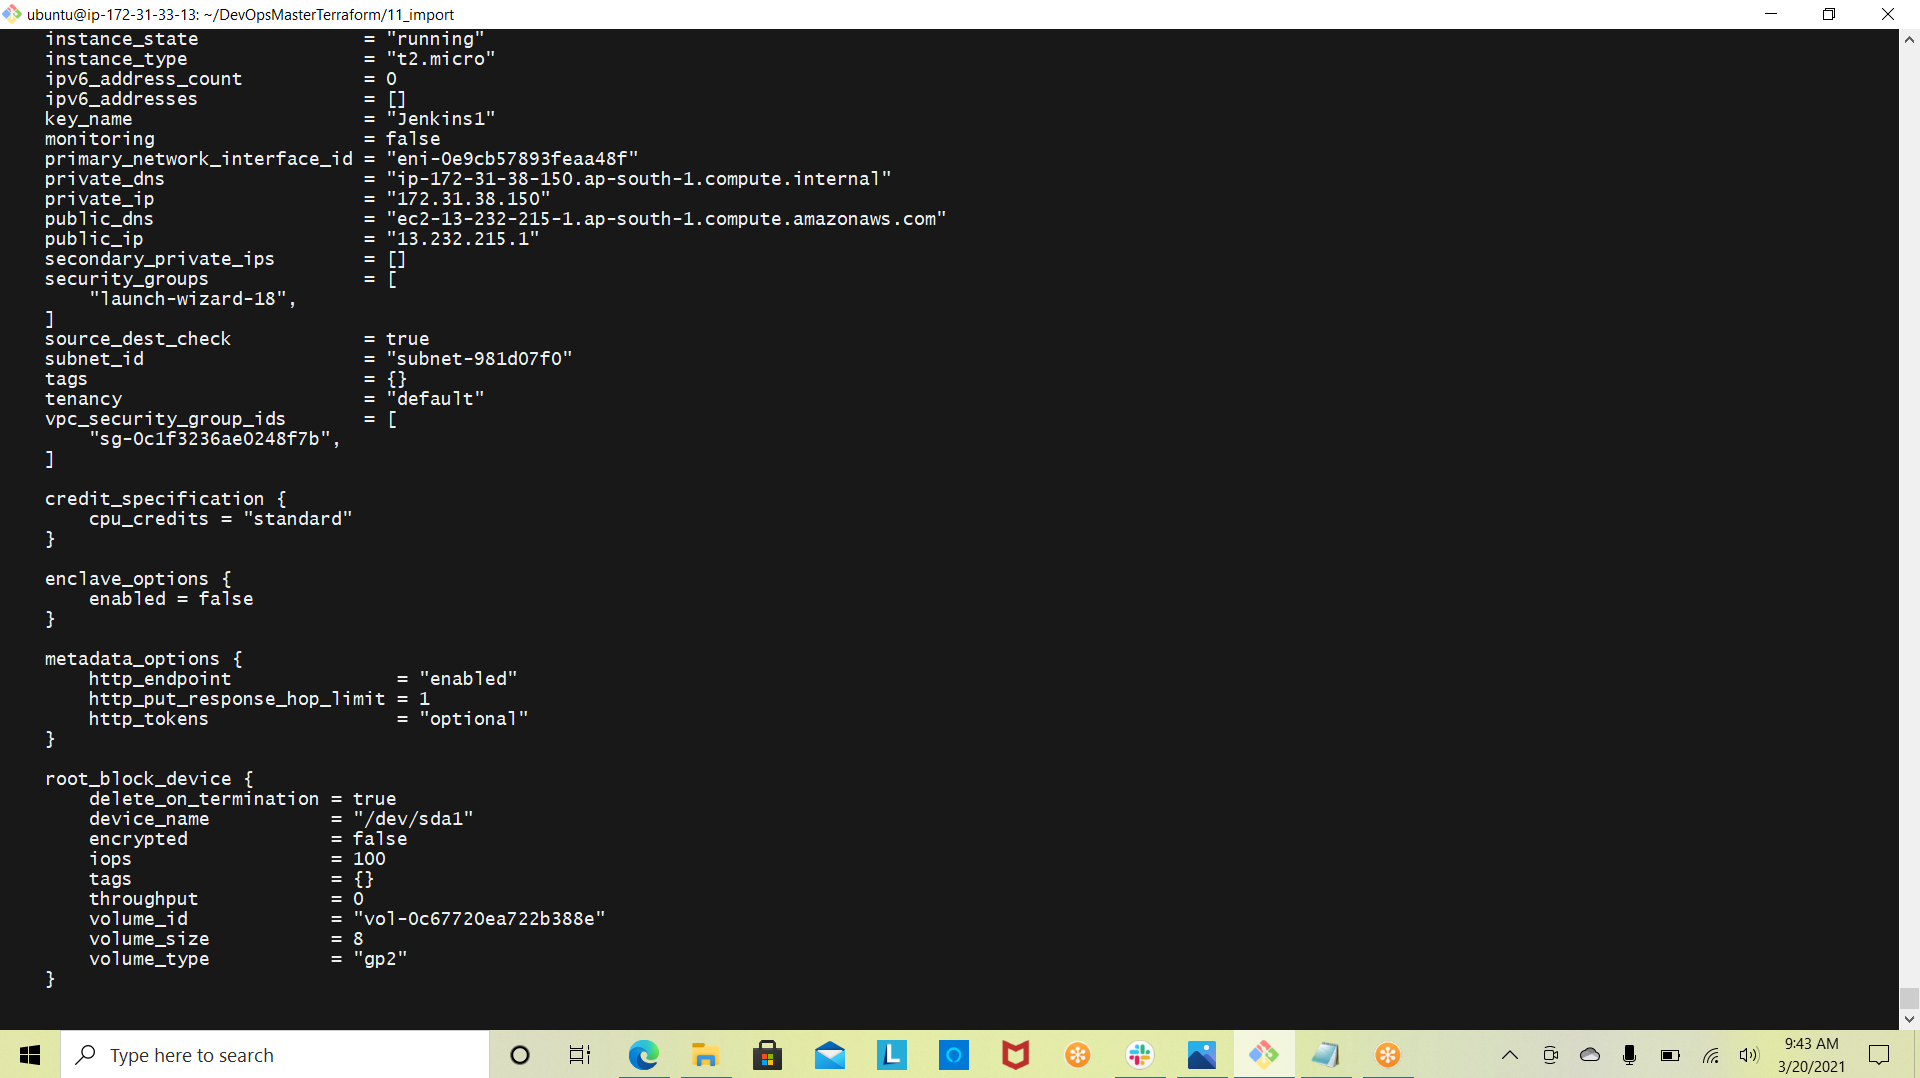 ubuntu@ip-172-31-33-13: ~/DevOpsMasterTerraform/11_import
instance_state = "running"
instance_type = "t2.micro"
ipv6_address_count = 0
ipv6_addresses = []
key_name = "Jenkins1"
monitoring = false
primary_network_interface_id = "eni-0e9cb57893feaa48f"
private_dns = "ip-172-31-38-150.ap-south-1.compute.internal"
private_ip = "172.31.38.150"
public_dns = "ec2-13-232-215-1.ap-south-1.compute.amazonaws.com"
public_ip = "13.232.215.1"
secondary_private_ips = []
security_groups = [
"launch-wizard-18",
]
source_dest_check = true
subnet_id = "subnet-981d07f0"
tags = {}
tenancy = "default"
vpc_security_group_ids = [
"sg-0c1f3236ae0248f7b",
]
credit_specification {
cpu_credits = "standard"
}
enclave_options {
enabled = false
}
metadata_options {
http_endpoint = "enabled"
http_put_response_hop_limit = 1
http_tokens = "optional"
}
root_block_device {
delete_on_termination = true
device_name = "/dev/sda1"
encrypted = false
iops = 100
tags = {}
throughput = 0
volume_id = "vol-0c67720ea722b388e"
volume_size = 8
volume_type = "gp2"
}
Type here to search
L
9:43 AM
3/20/2021